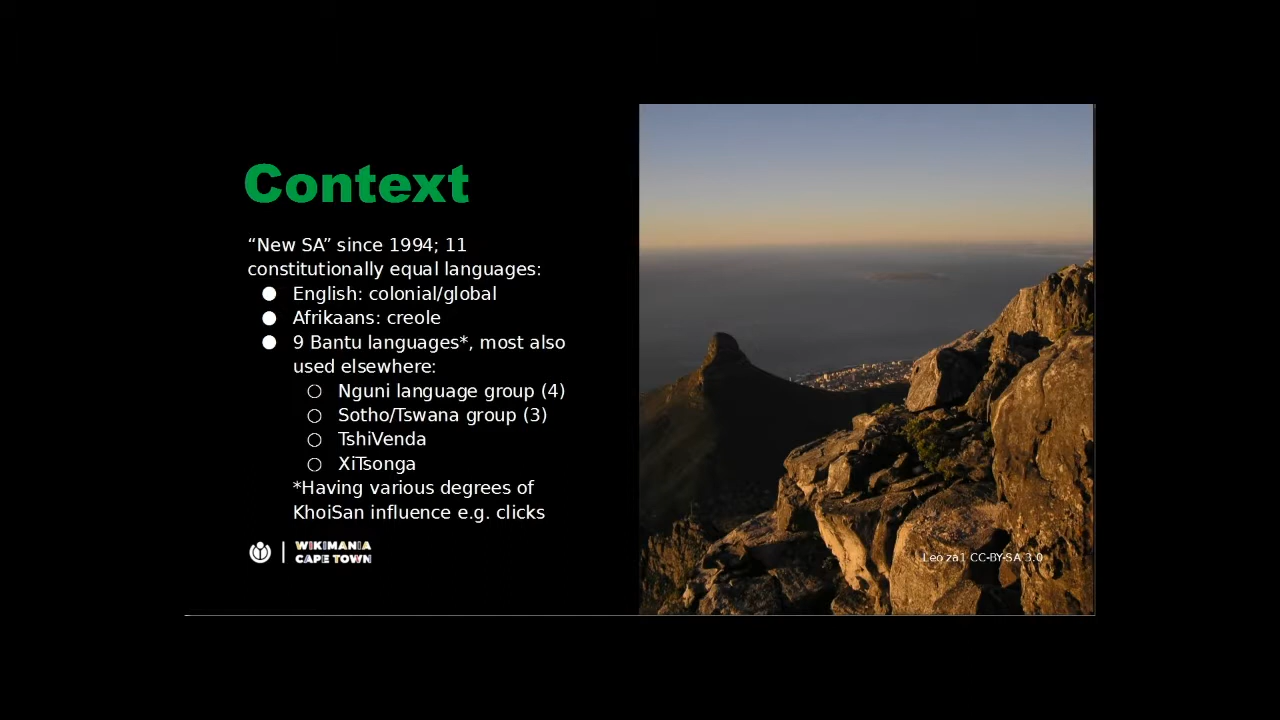 Context
“New SA” since 1994; 11
constitutionally equal languages:
● English: colonial/global
● Afrikaans: creole
● 9 Bantu languages*, most also
used elsewhere:
○ Nguni language group (4)
○ Sotho/Tswana group (3)
○ TshiVenda
○ XiTsonga
*Having various degrees of
KhoiSan influence e.g. clicks
WIKIMANIA
CAPE TOWN
Leo za1 CC-BY-SA 3.0